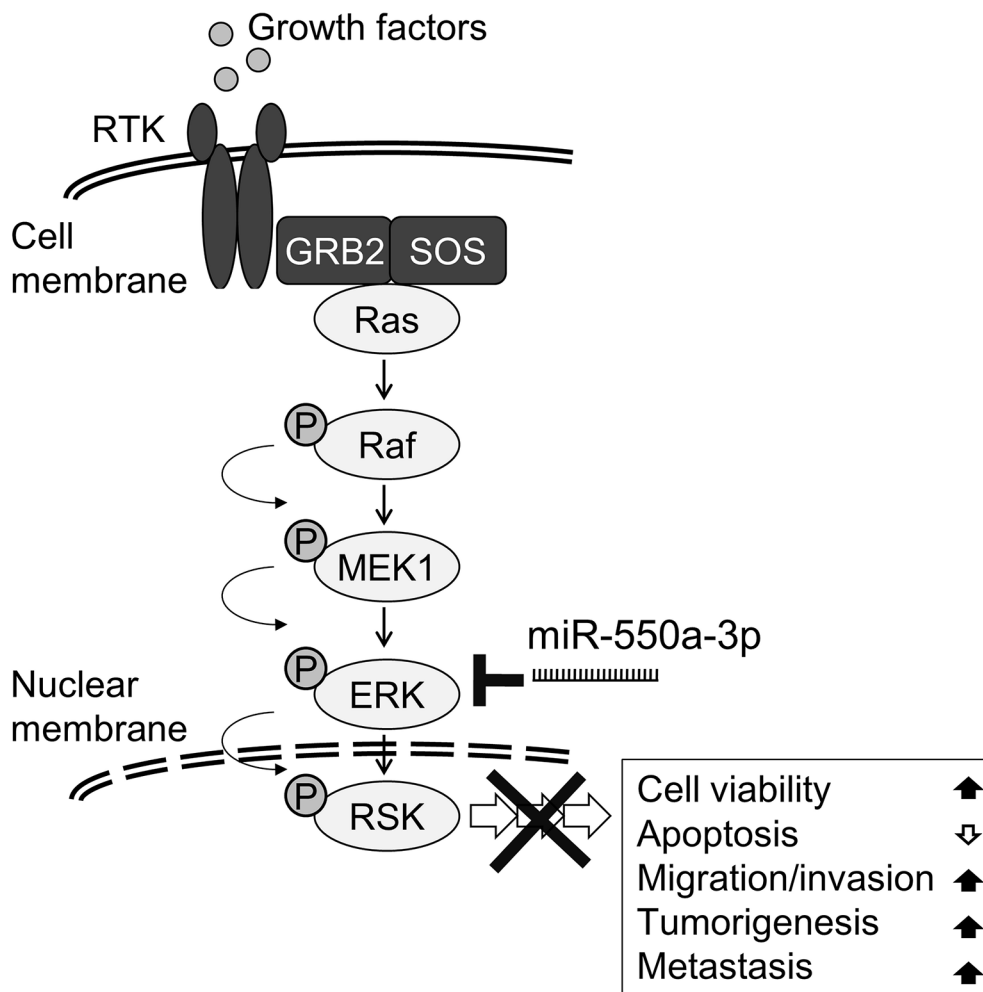 Growth factors
RTK
Cell
membrane
GRB2
SOS
Ras
P
Raf
P
MEK1
miR-550a-3p
P
ERK
Nuclear
membrane
P
RSK
Cell viability
Apoptosis
Migration/invasion
Tumorigenesis
Metastasis